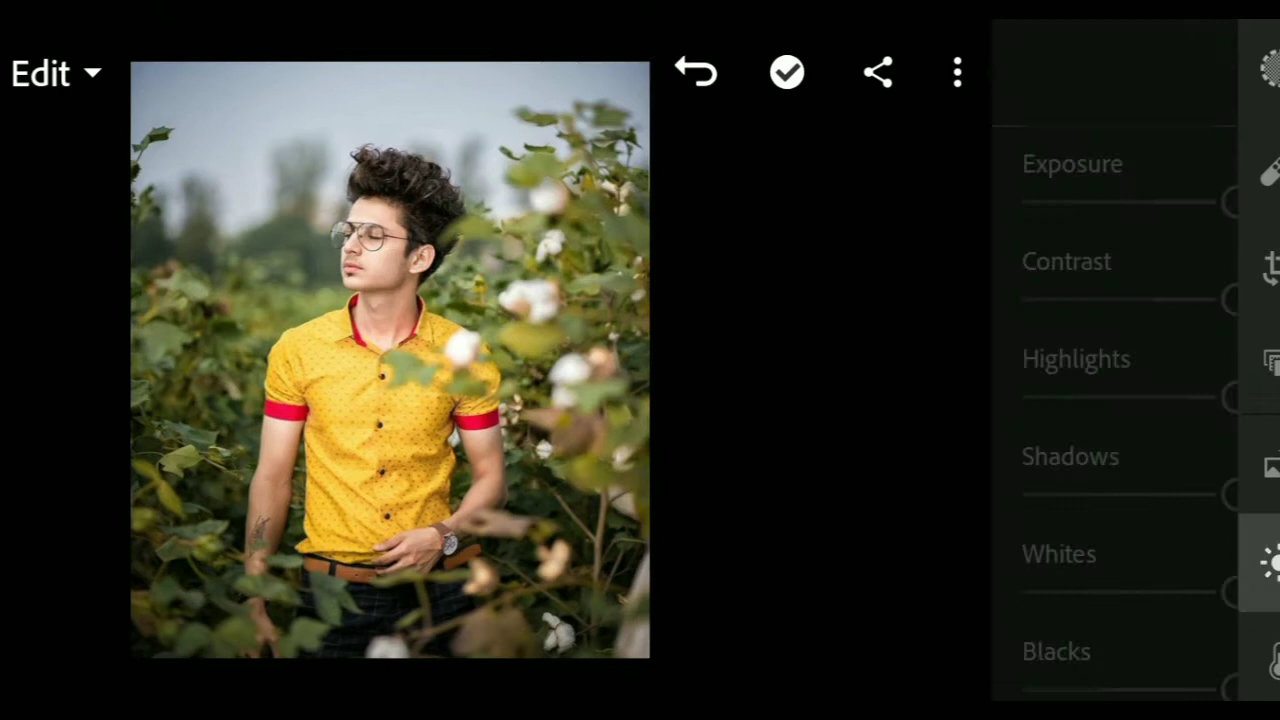 Edit
Exposure
Contrast
Highlights
Shadows
Whites
Blacks